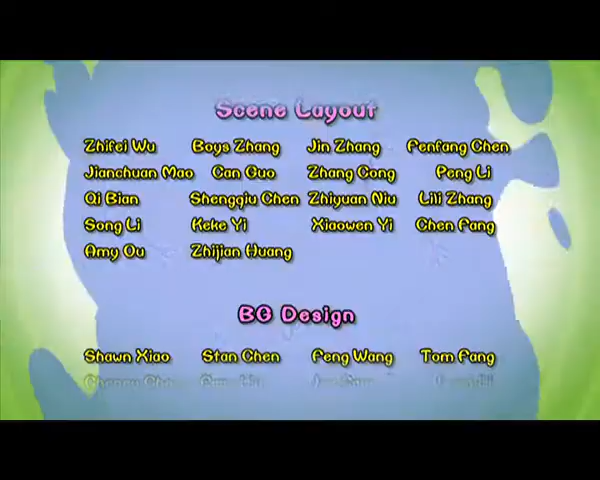 Scene Layout
Zhifei Wu Boys Zhang Jin Zhang Fenfang Chen
Jianchuan Mao Can Guo Zhang Cong Peng Li
Qi Bian Shengqiu Chen Zhiyuan Niu Lili Zhang
Song Li Keke Yi Xiaowen Yi Chen Fang
Amy Ou Zhijian Huang
BG Design
Shawn Xiao Stan Chen Feng Wang Tom Fang